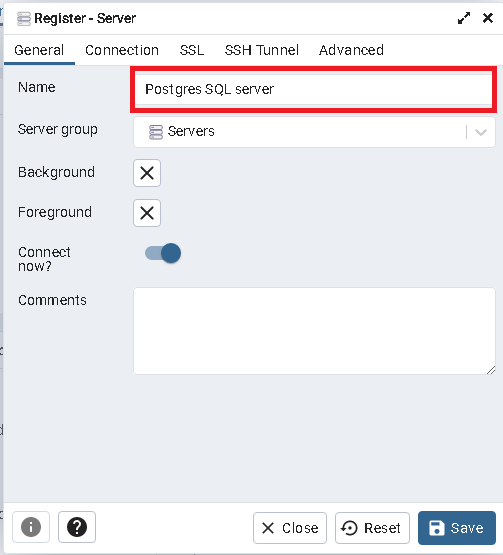 Register - Server
General Connection SSL SSH Tunnel Advanced
Name Postgres SQL server
Server group Servers
Background
Foreground
Connect
now?
Comments
Close Reset Save